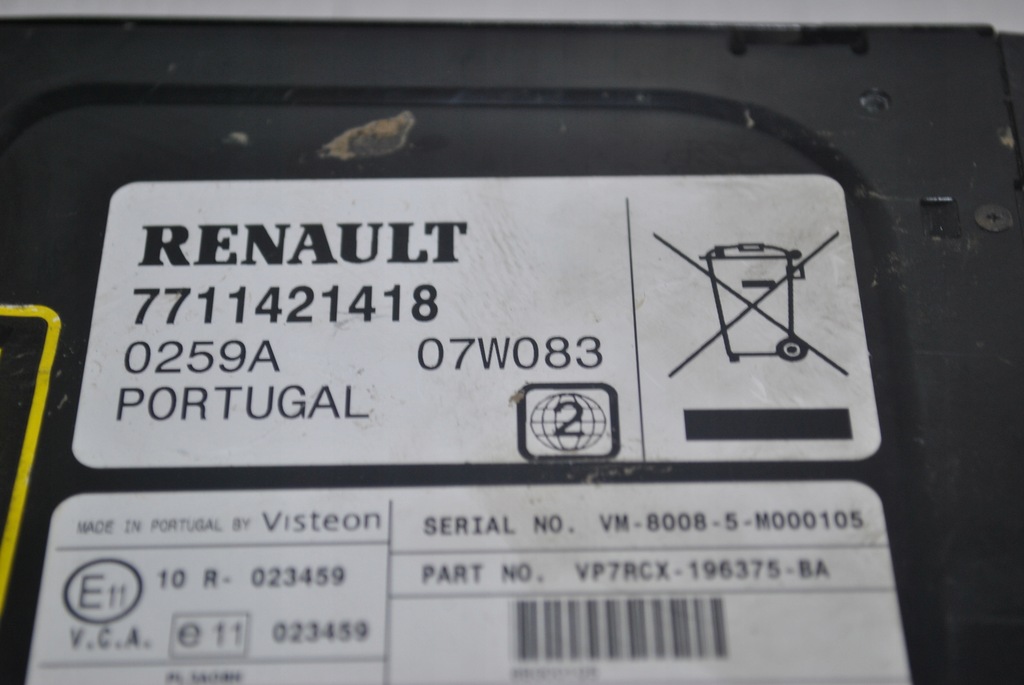 RENAULT
7711421418
0259A 07W083
PORTUGAL
2
MADE IN PORTUGAL BY Visteon
SERIAL NO. VM-8008-5-M000105
PART NO. VP7RCX-196375-BA
E11 10 R- 023459
V.C.A. e 11 023459